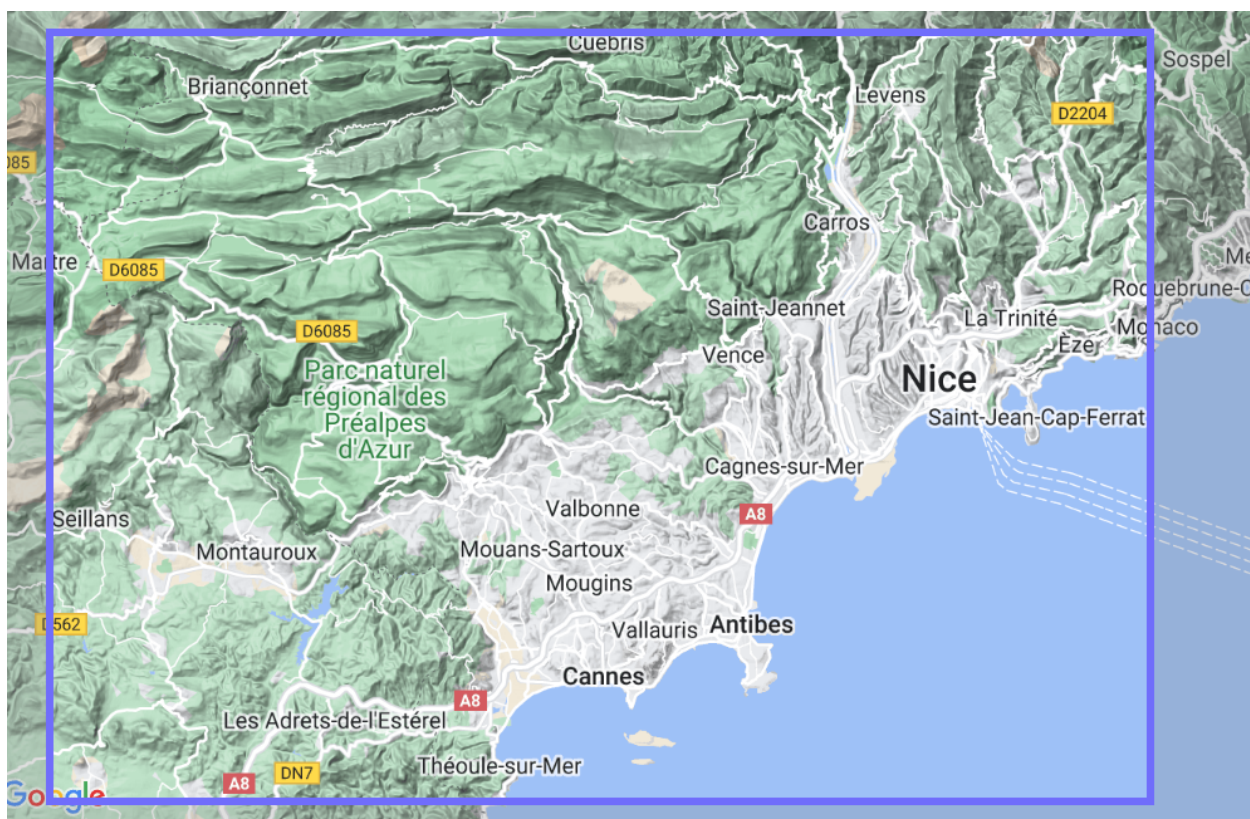 Cuebris
Sospel
Briançonnet
Levens
D2204
085
Carros
Martre
D6085
Me
Roquebrune-C
Saint-Jeannet
La Trinité
Monaco
D6085
Èze
Vence
Parc naturel
régional des
Préalpes
d'Azur
Nice
Saint-Jean-Cap-Ferrat
Cagnes-sur-Mer
Valbonne
A8
Seillans
Montauroux
Mouans-Sartoux
Mougins
D562
Vallauris
Antibes
Cannes
A8
Les Adrets-de-l'Estérel
Théoule-sur-Mer
DN7
A8
Google